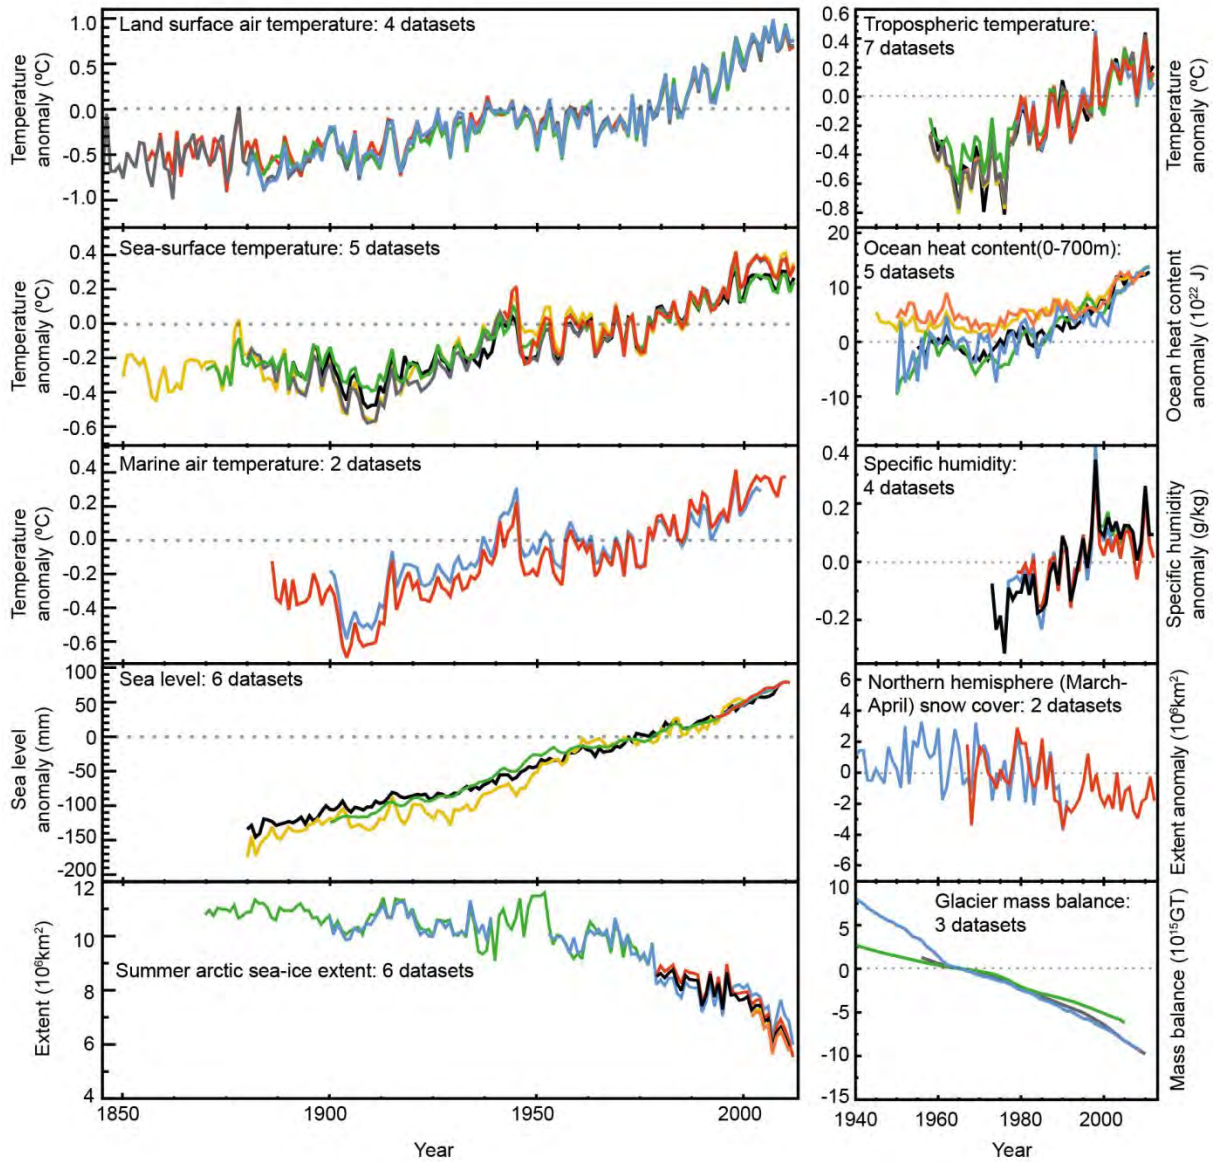 Land surface air temperature: 4 datasets
1.0
0.5
0.0
-0.5
-1.0
Temperature
anomaly (ºC)
Sea-surface temperature: 5 datasets
0.4
0.2
0.0
-0.2
-0.4
-0.6
Temperature
anomaly (ºC)
Marine air temperature: 2 datasets
0.4
0.2
0.0
-0.2
-0.4
-0.6
Temperature
anomaly (ºC)
Sea level: 6 datasets
100
50
0
-50
-100
-150
-200
Sea level
anomaly (mm)
Summer arctic sea-ice extent: 6 datasets
12
10
8
6
4
Extent (10⁶km²)
1850
1900
1950
2000
Year
Tropospheric temperature:
7 datasets
0.6
0.4
0.2
0.0
-0.2
-0.4
-0.6
-0.8
Temperature
anomaly (ºC)
Ocean heat content(0-700m):
5 datasets
20
10
0
-10
Ocean heat content
anomaly (10²² J)
Specific humidity:
4 datasets
0.4
0.2
0.0
-0.2
Specific humidity
anomaly (g/kg)
Northern hemisphere (March-
April) snow cover: 2 datasets
6
4
2
0
-2
-4
-6
Extent anomaly (10⁶km²)
Glacier mass balance:
3 datasets
10
5
0
-5
-10
-15
Mass balance (10¹⁵GT)
1940
1960
1980
2000
Year